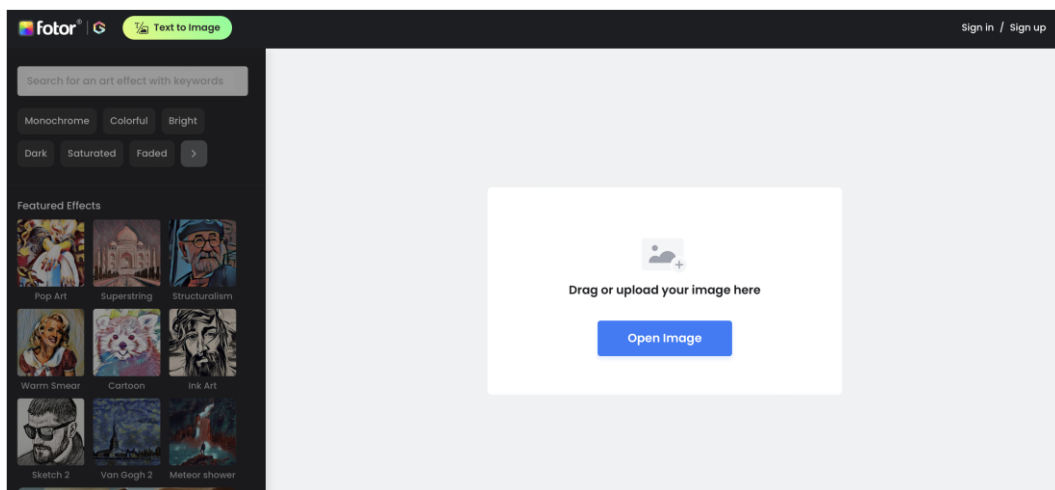 fotor®
Text to Image
Sign in / Sign up
Search for an art effect with keywords
Monochrome Colorful Bright
Dark Saturated Faded >
Featured Effects
Pop Art Superstring Structuralism
Warm Smear Cartoon Ink Art
Sketch 2 Van Gogh 2 Meteor shower
Drag or upload your image here
Open Image